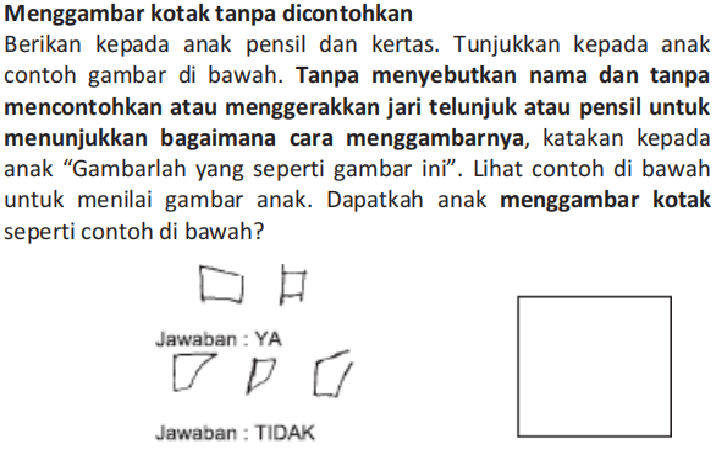 Menggambar kotak tanpa dicontohkan
Berikan kepada anak pensil dan kertas. Tunjukkan kepada anak
contoh gambar di bawah. Tanpa menyebutkan nama dan tanpa
mencontohkan atau menggerakkan jari telunjuk atau pensil untuk
menunjukkan bagaimana cara menggambarnya, katakan kepada
anak “Gambarlah yang seperti gambar ini”. Lihat contoh di bawah
untuk menilai gambar anak. Dapatkah anak menggambar kotak
seperti contoh di bawah?
Jawaban : YA
Jawaban : TIDAK